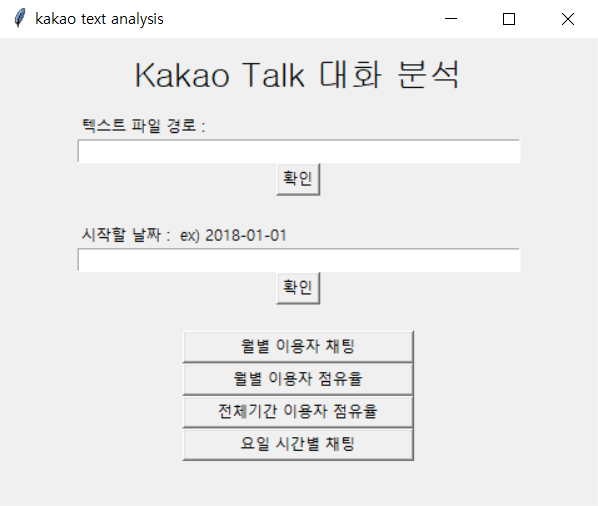 kakao text analysis
Kakao Talk 대화 분석
텍스트 파일 경로 :
확인
시작할 날짜 :  ex) 2018-01-01
확인
월별 이용자 채팅
월별 이용자 점유율
전체기간 이용자 점유율
요일 시간별 채팅